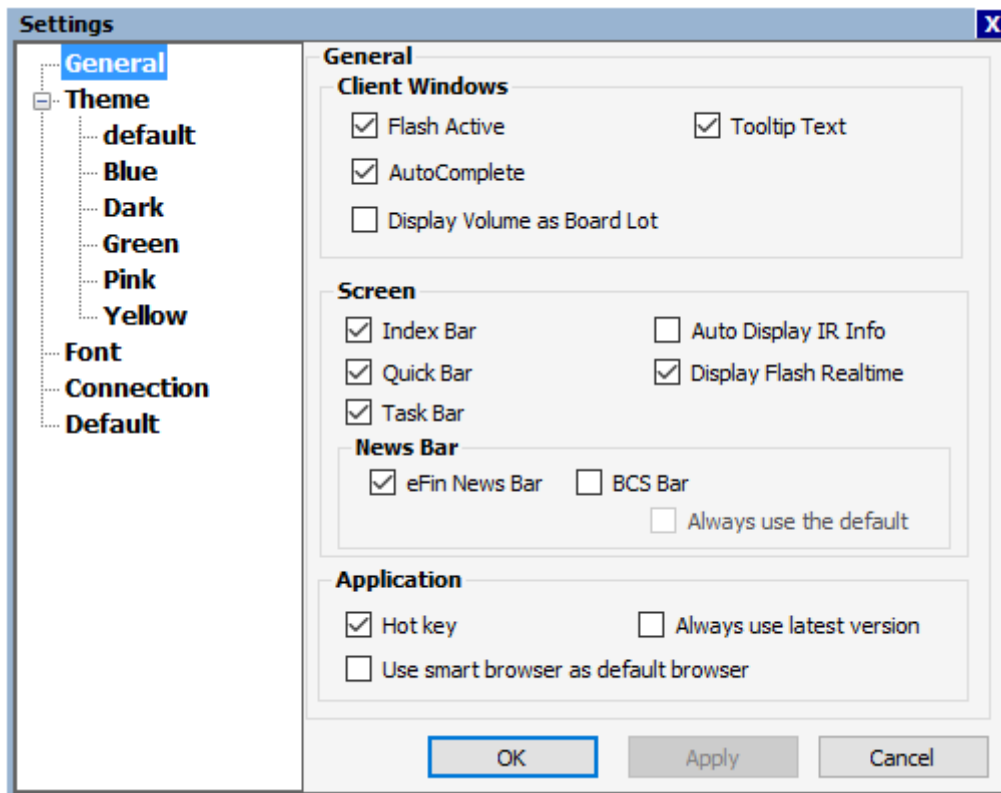 Settings
X
General
Theme
default
Blue
Dark
Green
Pink
Yellow
Font
Connection
Default
General
Client Windows
Flash Active
Tooltip Text
AutoComplete
Display Volume as Board Lot
Screen
Index Bar
Auto Display IR Info
Quick Bar
Display Flash Realtime
Task Bar
News Bar
eFin News Bar
BCS Bar
Always use the default
Application
Hot key
Always use latest version
Use smart browser as default browser
OK
Apply
Cancel